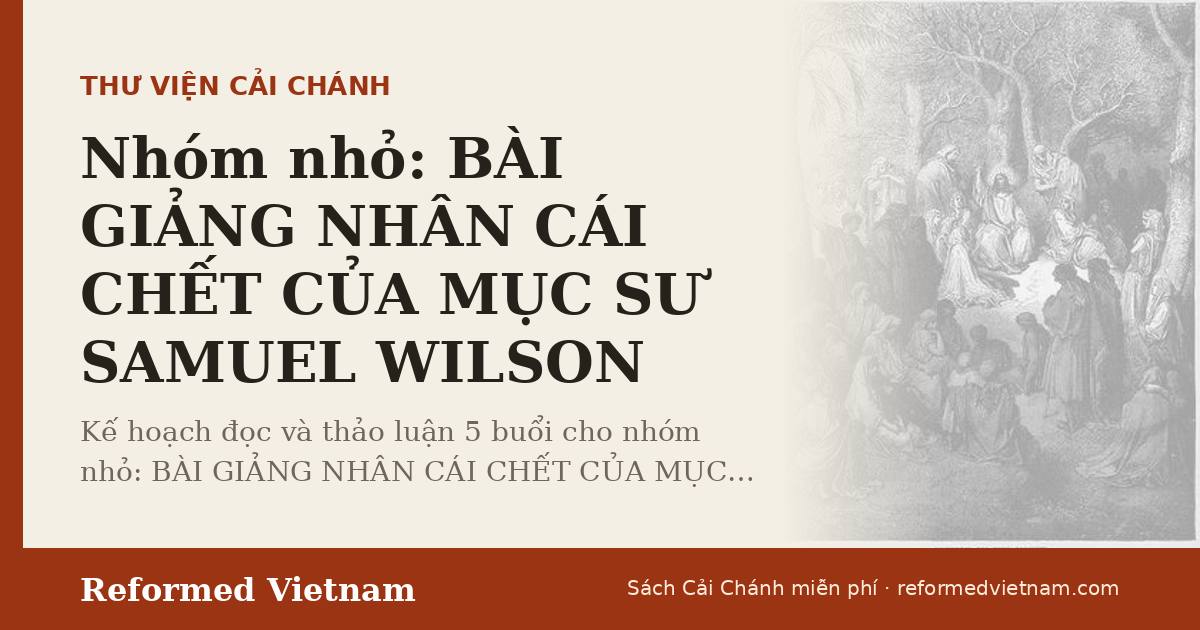 THƯ VIỆN CẢI CHÁNH
Nhóm nhỏ: BÀI
GIẢNG NHÂN CÁI
CHẾT CỦA MỤC SƯ
SAMUEL WILSON
Kế hoạch đọc và thảo luận 5 buổi cho nhóm
nhỏ: BÀI GIẢNG NHÂN CÁI CHẾT CỦA MỤC…
Reformed Vietnam
Sách Cải Chánh miễn phí · reformedvietnam.com